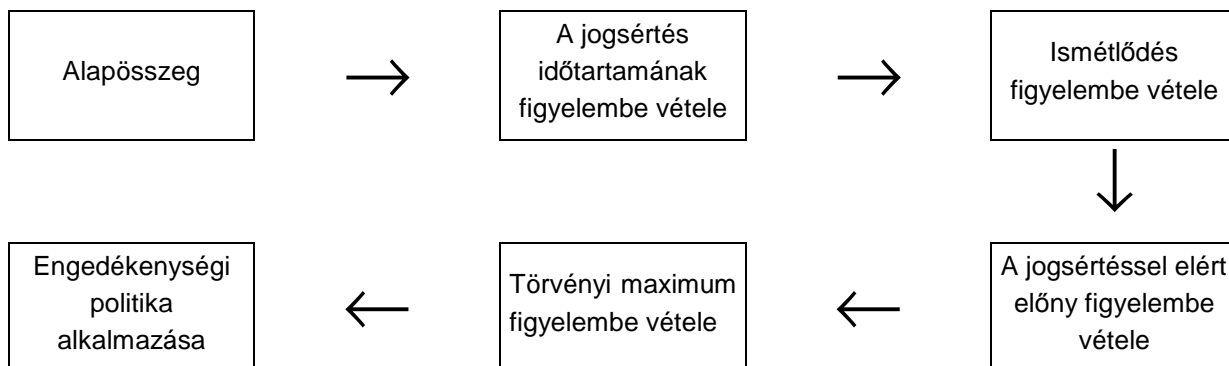 Alapösszeg
A jogsértés
időtartamának
figyelembe vétele
Ismétlődés
figyelembe vétele
A jogsértéssel elért
előny figyelembe
vétele
Törvényi maximum
figyelembe vétele
Engedékenységi
politika
alkalmazása